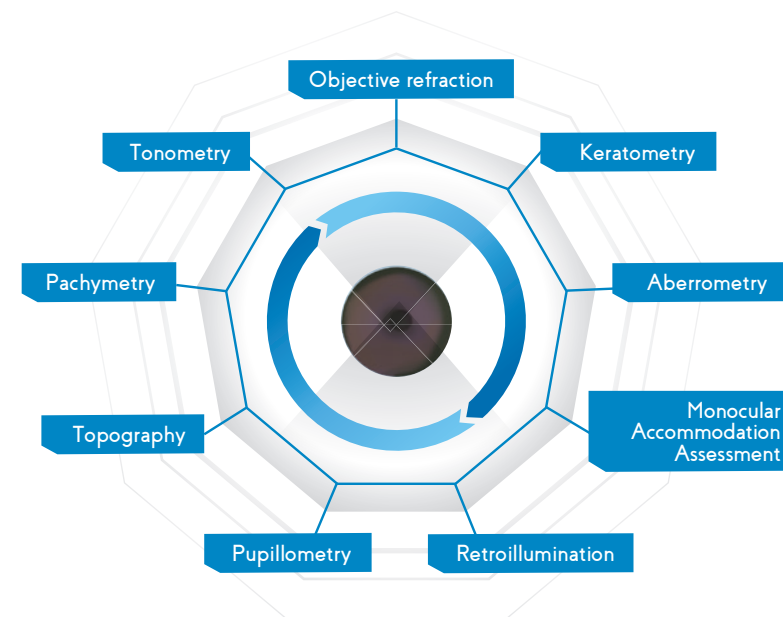 Objective refraction
Tonometry
Keratometry
Pachymetry
Aberrometry
Topography
Monocular
Accommodation
Assessment
Pupillometry
Retroillumination